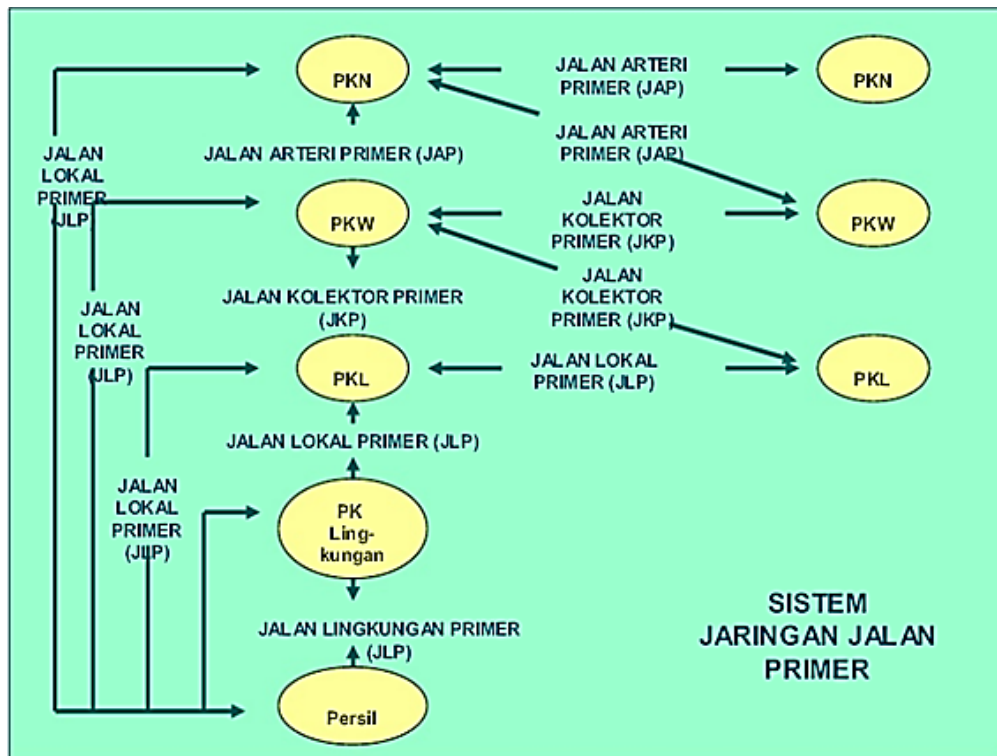 PKN
JALAN ARTERI
PRIMER (JAP)
PKN
JALAN ARTERI
PRIMER (JAP)
JALAN ARTERI PRIMER (JAP)
JALAN
LOKAL
PRIMER
(JLP)
PKW
JALAN
KOLEKTOR
PRIMER (JKP)
PKW
JALAN
KOLEKTOR
PRIMER (JKP)
JALAN KOLEKTOR PRIMER
(JKP)
JALAN
LOKAL
PRIMER
(JLP)
PKL
JALAN LOKAL
PRIMER (JLP)
PKL
JALAN LOKAL PRIMER (JLP)
JALAN
LOKAL
PRIMER
(JLP)
PK
Ling-
kungan
JALAN LINGKUNGAN PRIMER
(JLP)
Persil
SISTEM
JARINGAN JALAN
PRIMER